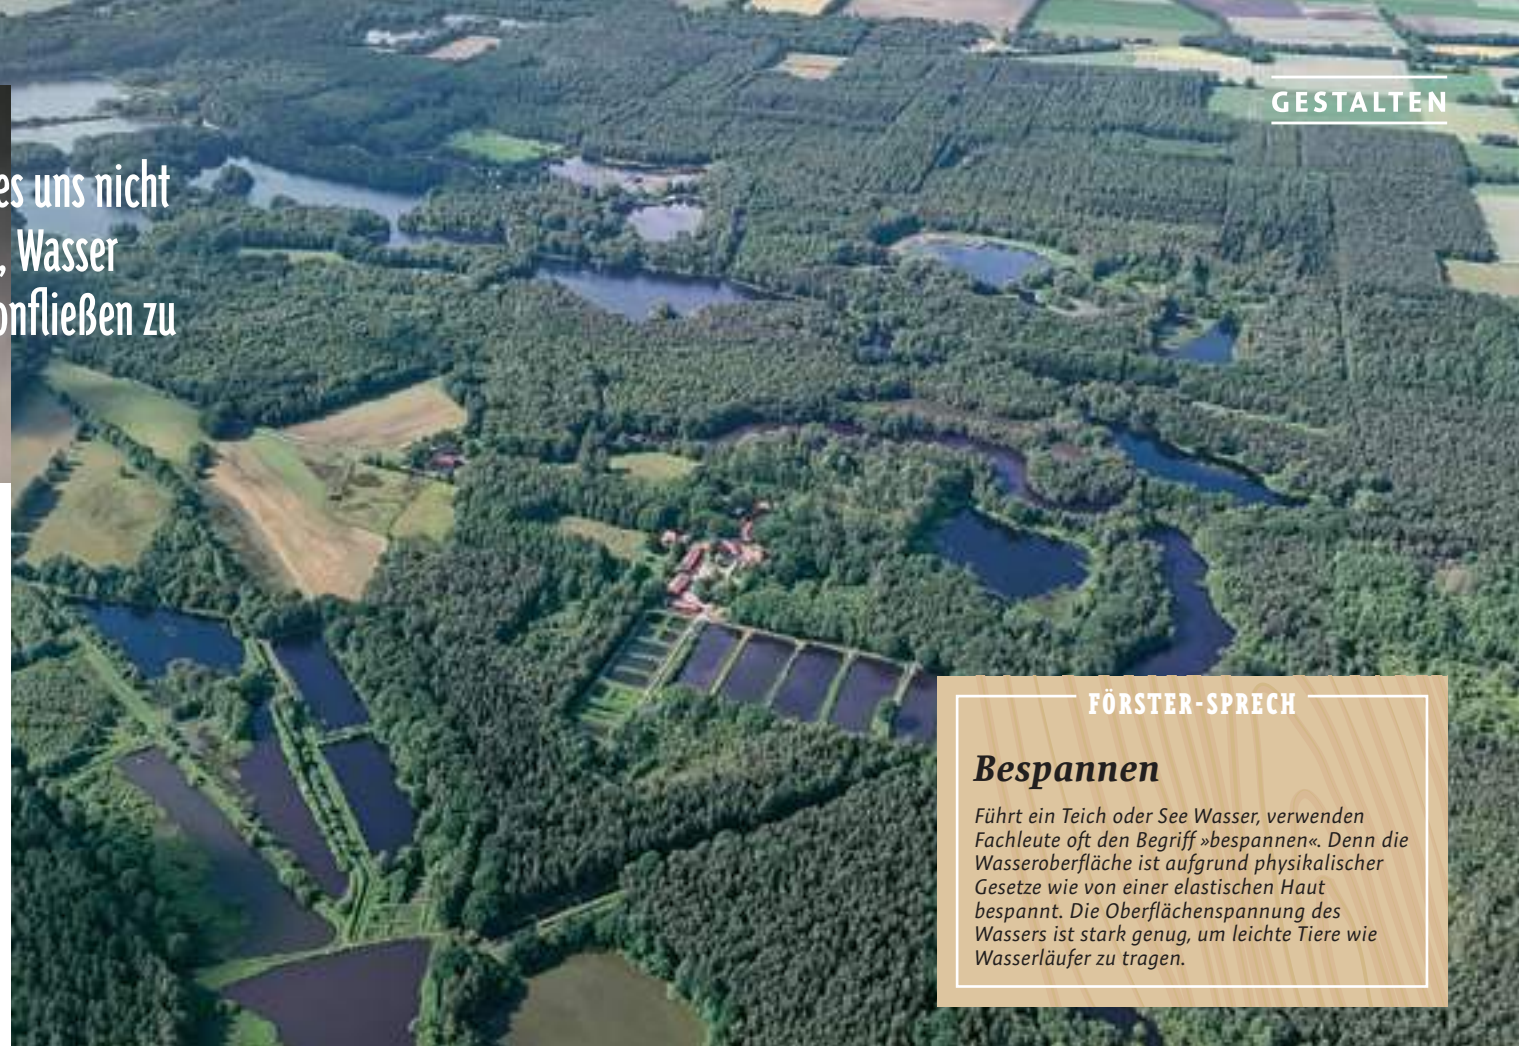 GESTALTEN
es uns nicht
, Wasser
onfließen zu
FÖRSTER-SPRECH
Bespannen
Führt ein Teich oder See Wasser, verwenden
Fachleute oft den Begriff »bespannen«. Denn die
Wasseroberfläche ist aufgrund physikalischer
Gesetze wie von einer elastischen Haut
bespannt. Die Oberflächenspannung des
Wassers ist stark genug, um leichte Tiere wie
Wasserläufer zu tragen.